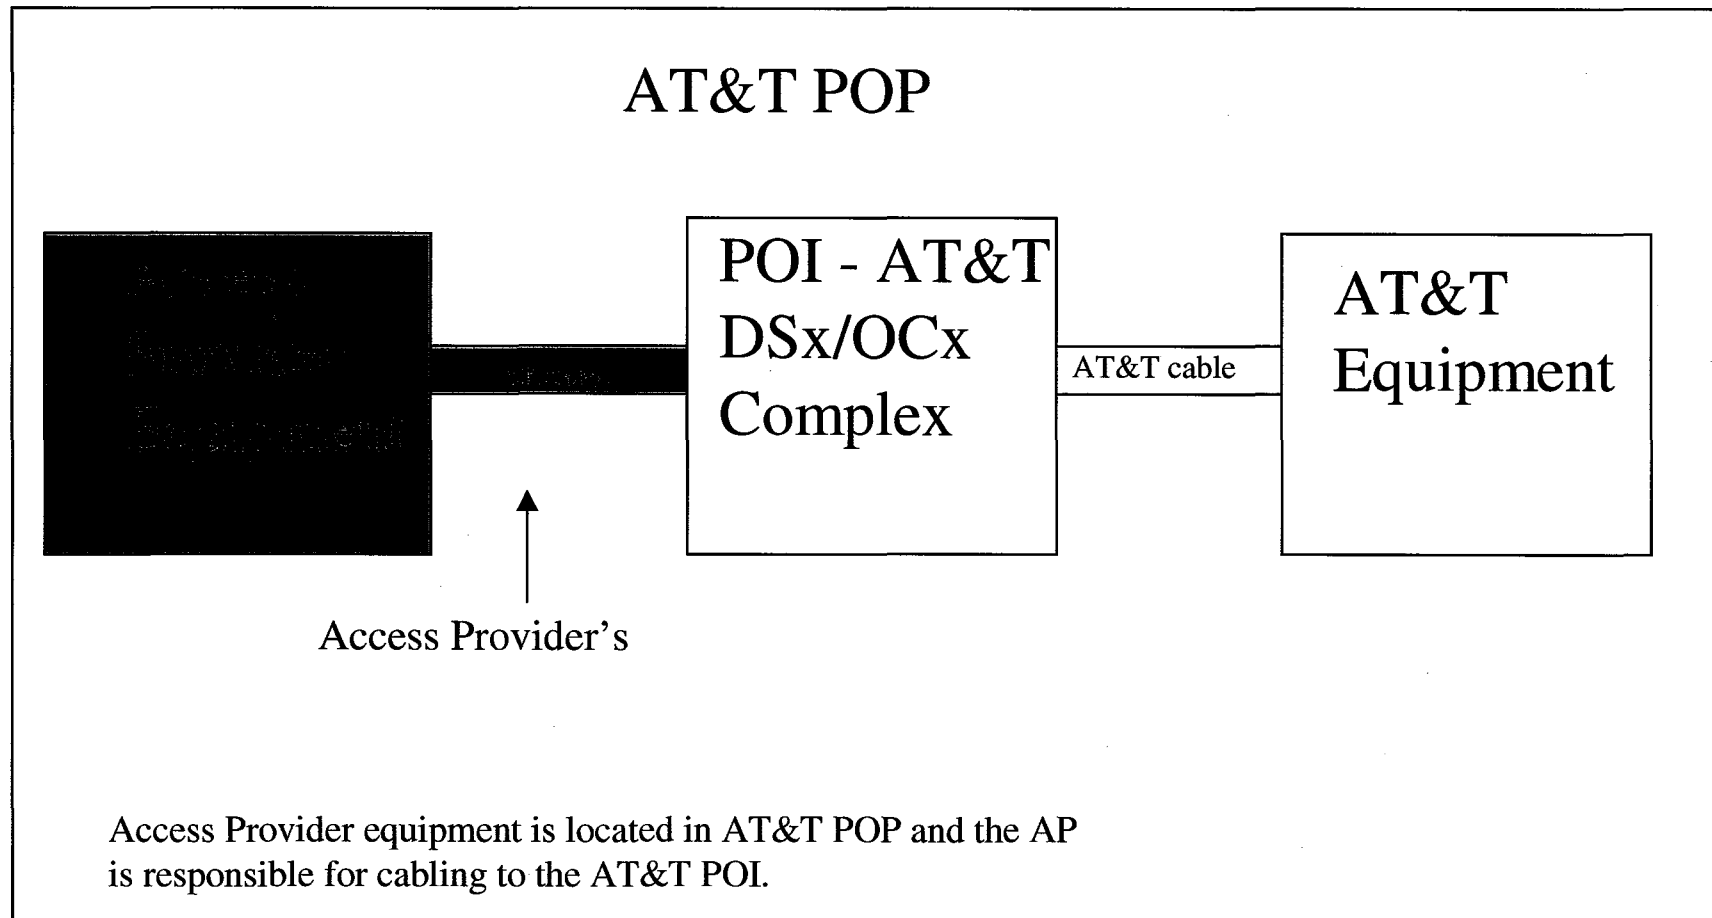 AT&T POP
POI - AT&T
DSx/OCx
Complex
AT&T cable
AT&T
Equipment
Access Provider's
Access Provider equipment is located in AT&T POP and the AP
is responsible for cabling to the AT&T POI.